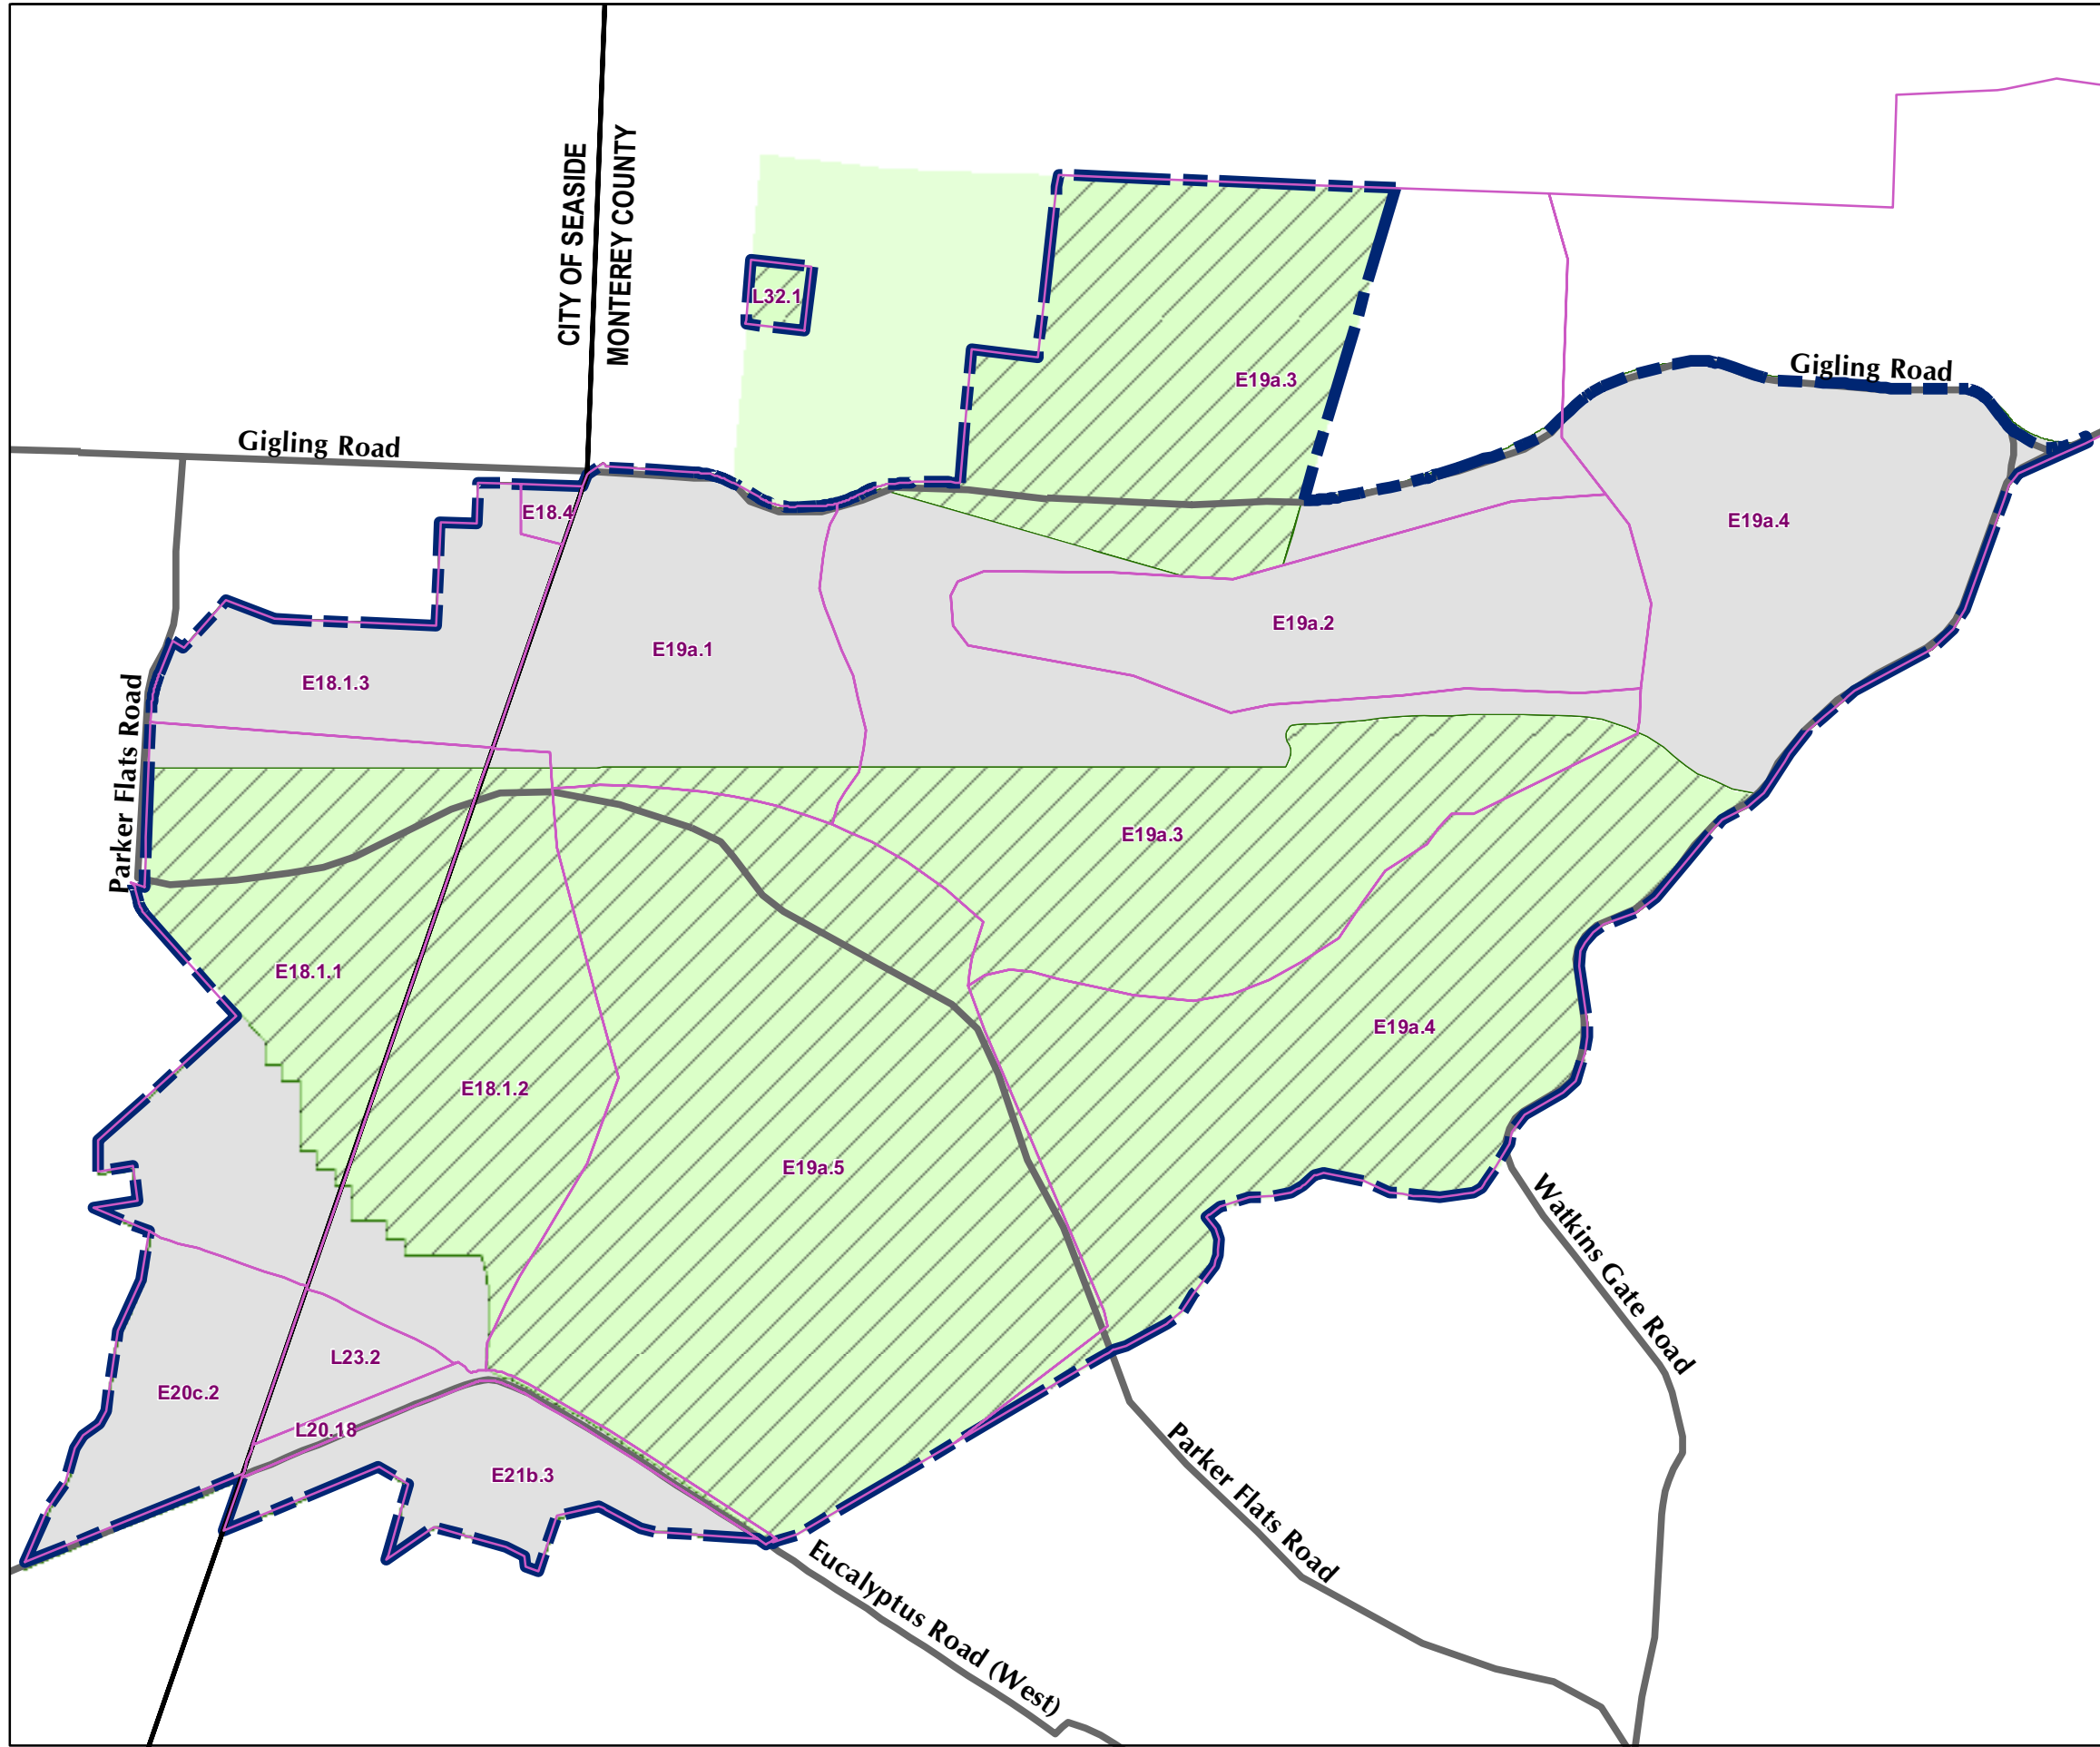 CITY OF SEASIDE
MONTEREY COUNTY
L32.1
E19a.3
Gigling Road
Gigling Road
E18.4
E19a.4
E19a.2
E19a.1
E18.1.3
Parker Flats Road
E19a.3
E18.1.1
E19a.4
E18.1.2
E19a.5
Watkins Gate Road
L23.2
E20c.2
L20.18
E21b.3
Parker Flats Road
Eucalyptus Road (West)